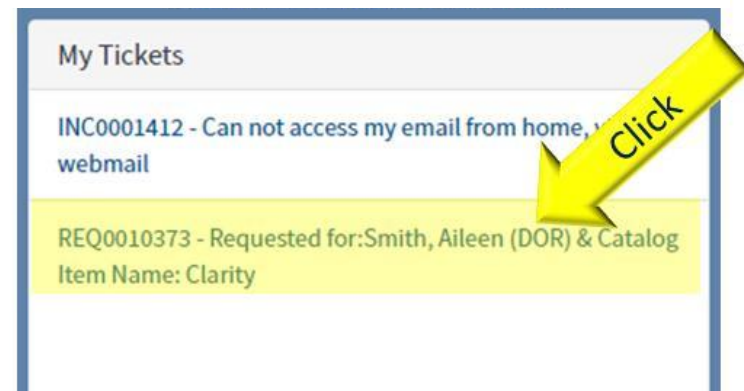 My Tickets
INC0001412 - Can not access my email from home,
webmail
Click
REQ0010373 - Requested for:Smith, Aileen (DOR) & Catalog
Item Name: Clarity